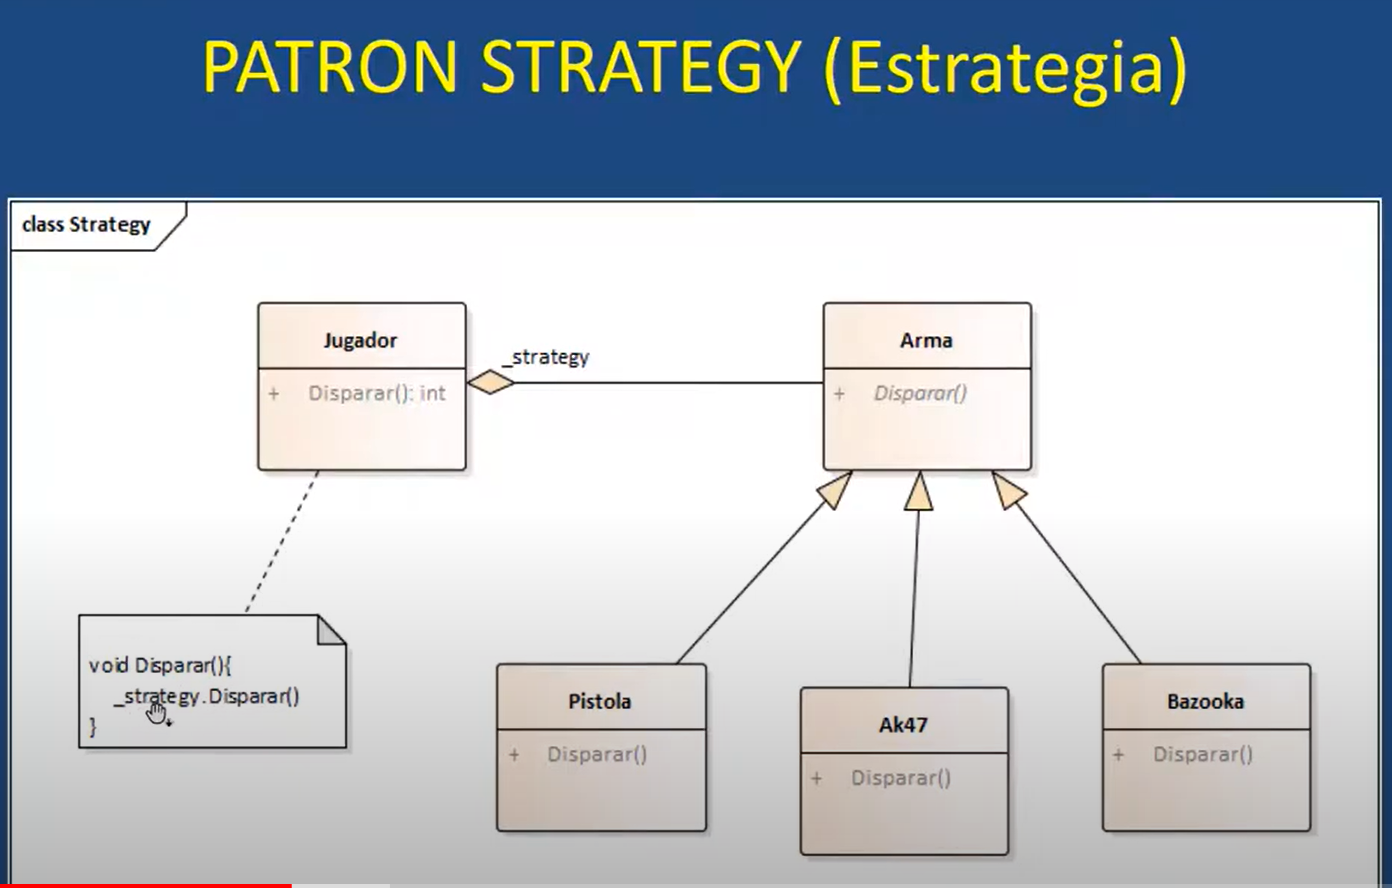 PATRON STRATEGY (Estrategia)
class Strategy
Jugador
+ Disparar(): int
_strategy
Arma
+ Disparar()
void Disparar(){
_strategy.Disparar()
}
Pistola
+ Disparar()
Ak47
+ Disparar()
Bazooka
+ Disparar()